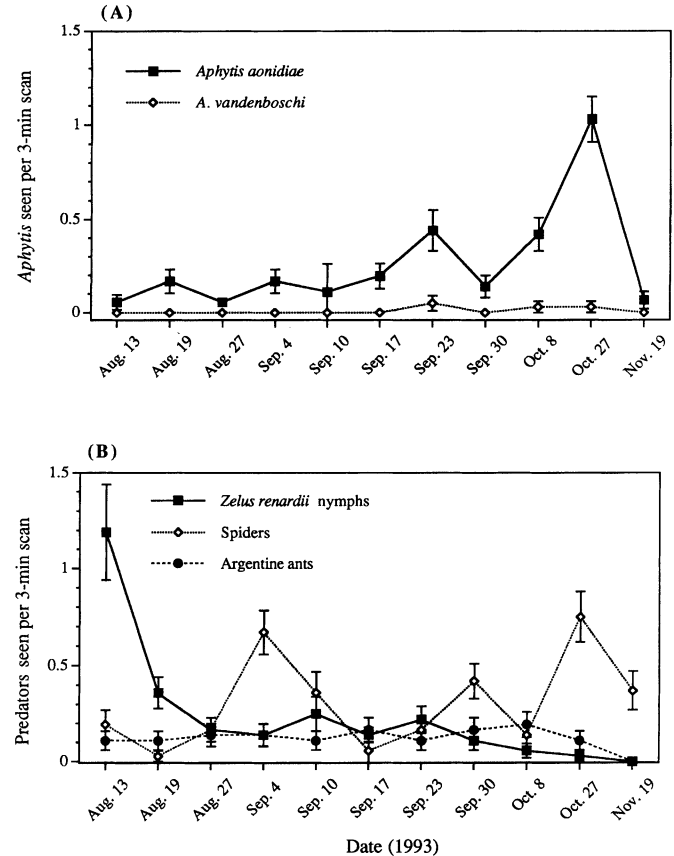 (A)
1.5
1
0.5
0
Aphytis seen per 3-min scan
Aphytis aonidiae
A. vandenboschi
Aug. 13
Aug. 19
Aug. 27
Sep. 4
Sep. 10
Sep. 17
Sep. 23
Sep. 30
Oct. 8
Oct. 27
Nov. 19
(B)
1.5
1
0.5
0
Predators seen per 3-min scan
Zelus renardii nymphs
Spiders
Argentine ants
Aug. 13
Aug. 19
Aug. 27
Sep. 4
Sep. 10
Sep. 17
Sep. 23
Sep. 30
Oct. 8
Oct. 27
Nov. 19
Date (1993)